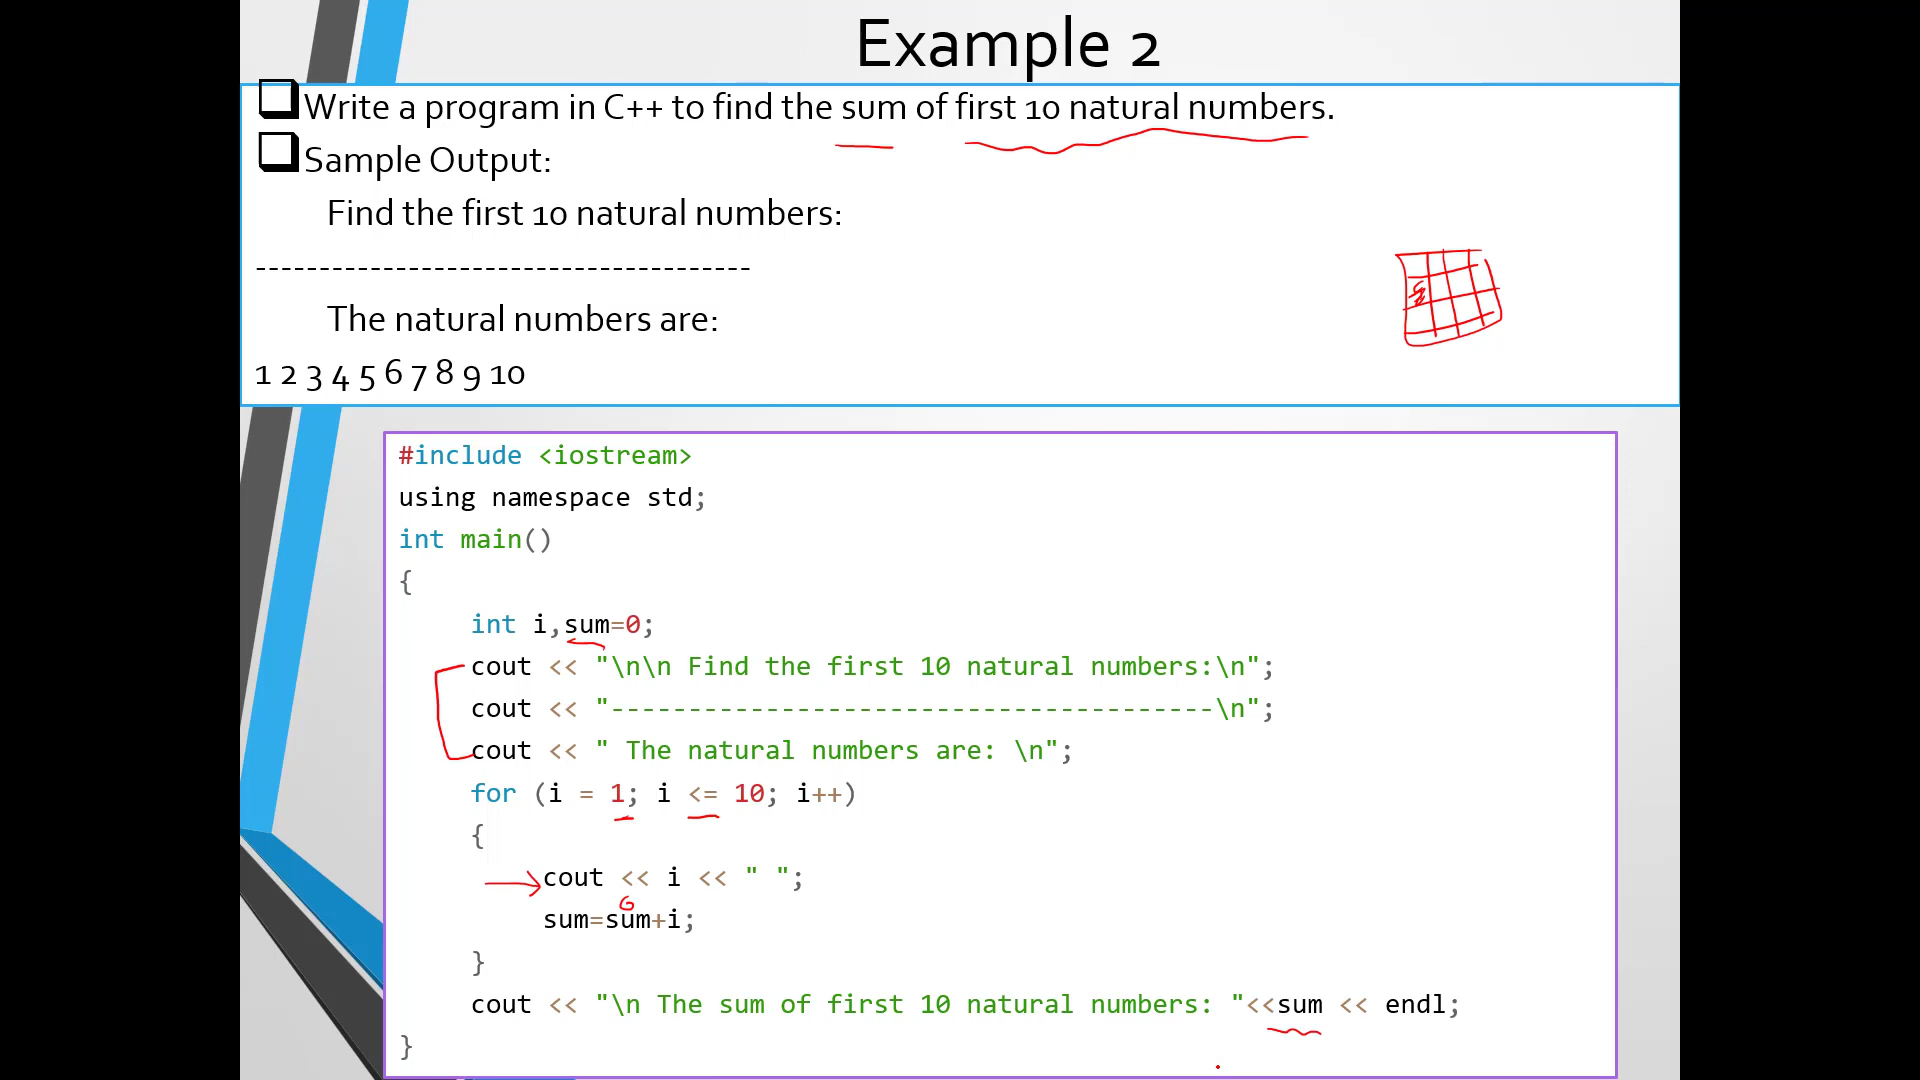 Example 2
Write a program in C++ to find the sum of first 10 natural numbers.
Sample Output:
Find the first 10 natural numbers:
---------------------------------------
The natural numbers are:
1 2 3 4 5 6 7 8 9 10
#include <iostream>
using namespace std;
int main()
{
int i,sum=0;
cout << "\n\n Find the first 10 natural numbers:\n";
cout << "---------------------------------------\n";
cout << " The natural numbers are: \n";
for (i = 1; i <= 10; i++)
{
cout << i << " ";
sum=sum+i;
}
cout << "\n The sum of first 10 natural numbers: "<<sum << endl;
}